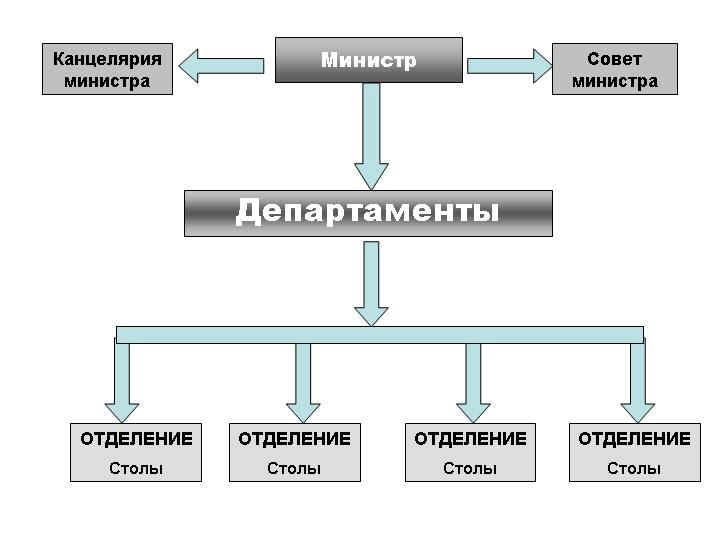 Канцелярия
министра
Министр
Совет
министра
Департаменты
ОТДЕЛЕНИЕ
Столы
ОТДЕЛЕНИЕ
Столы
ОТДЕЛЕНИЕ
Столы
ОТДЕЛЕНИЕ
Столы